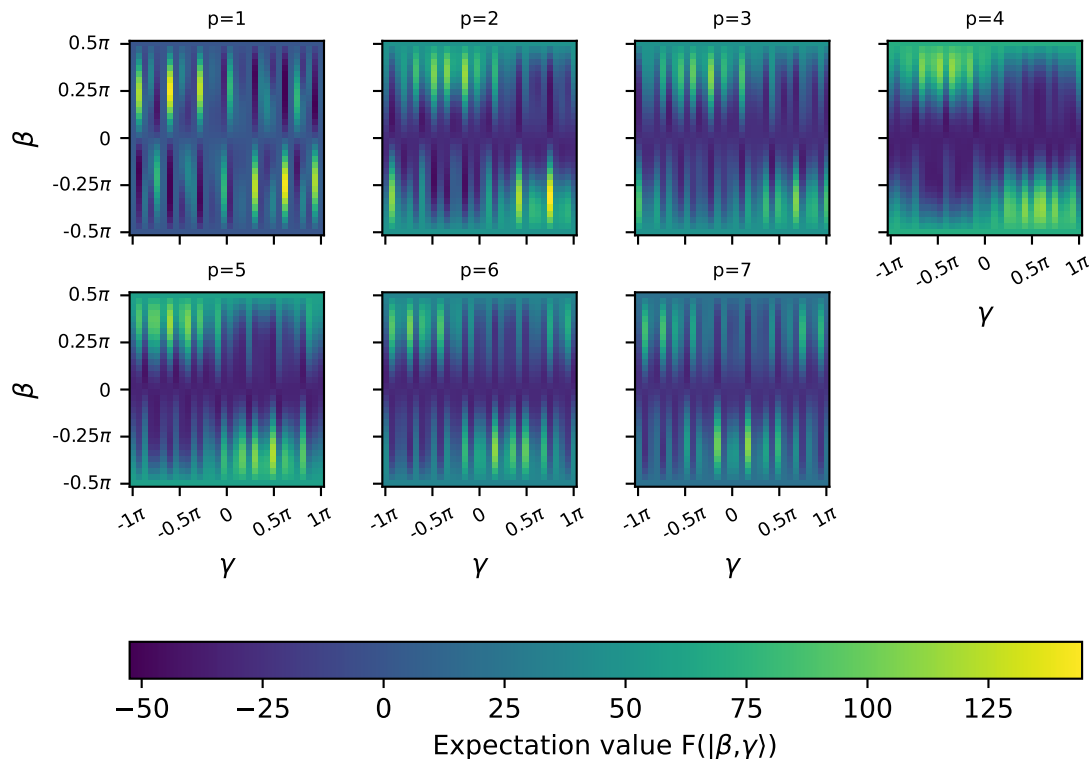 p=1 p=2 p=3 p=4
0.5π
0.25π
0
-0.25π
-0.5π
β
-1π -0.5π 0 0.5π 1π
γ
p=5 p=6 p=7
0.5π
0.25π
0
-0.25π
-0.5π
β
-1π -0.5π 0 0.5π 1π -1π -0.5π 0 0.5π 1π -1π -0.5π 0 0.5π 1π
γ γ γ
−50 −25 0 25 50 75 100 125
Expectation value F(|β,γ⟩)